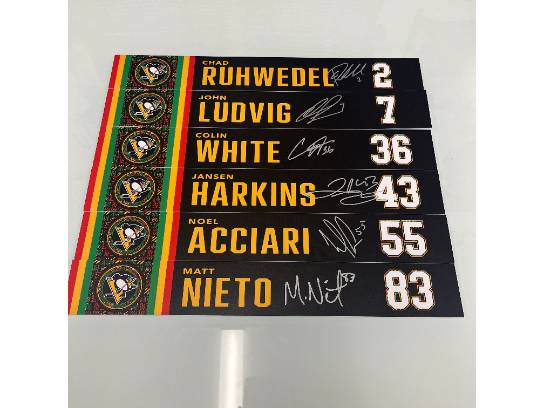 CHAD
RUHWEDEL 2
JOHN
LUDVIG 7
COLIN
WHITE 36
JANSEN
HARKINS 43
NOEL
ACCIARI 55
MATT
NIETO M. Nieto 83 83